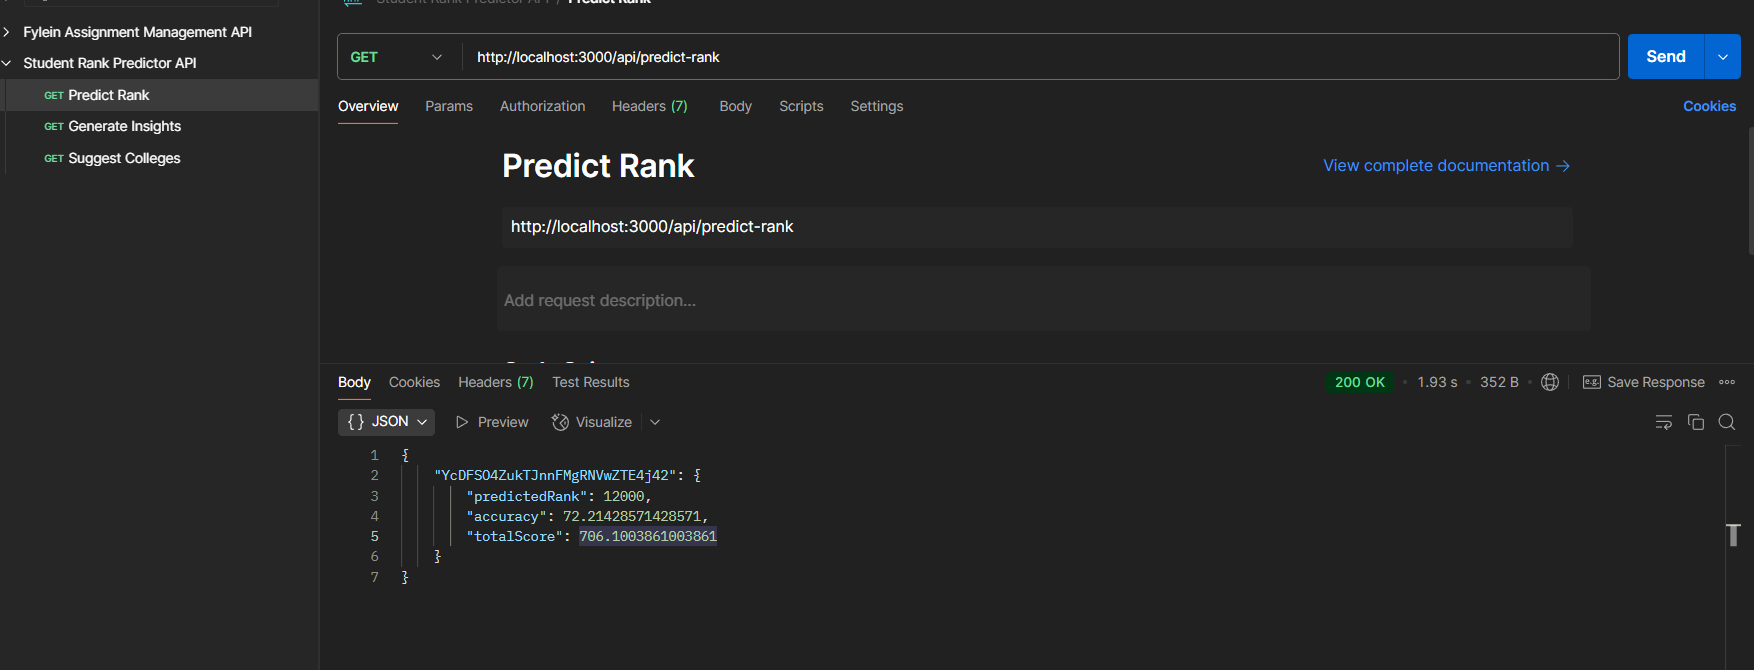 Student Rank Predictor API / Predict Rank
Fylein Assignment Management API
Student Rank Predictor API
GET Predict Rank
GET Generate Insights
GET Suggest Colleges
GET http://localhost:3000/api/predict-rank Send
Overview Params Authorization Headers (7) Body Scripts Settings Cookies
Predict Rank View complete documentation →
http://localhost:3000/api/predict-rank
Add request description...
Body Cookies Headers (7) Test Results 200 OK • 1.93 s • 352 B • e.g. Save Response
{} JSON Preview Visualize
1 {
2 "YcDFSO4ZukTJnnFMgRNVwZTE4j42": {
3 "predictedRank": 12000,
4 "accuracy": 72.21428571428571,
5 "totalScore": 706.1003861003861
6 }
7 }
T